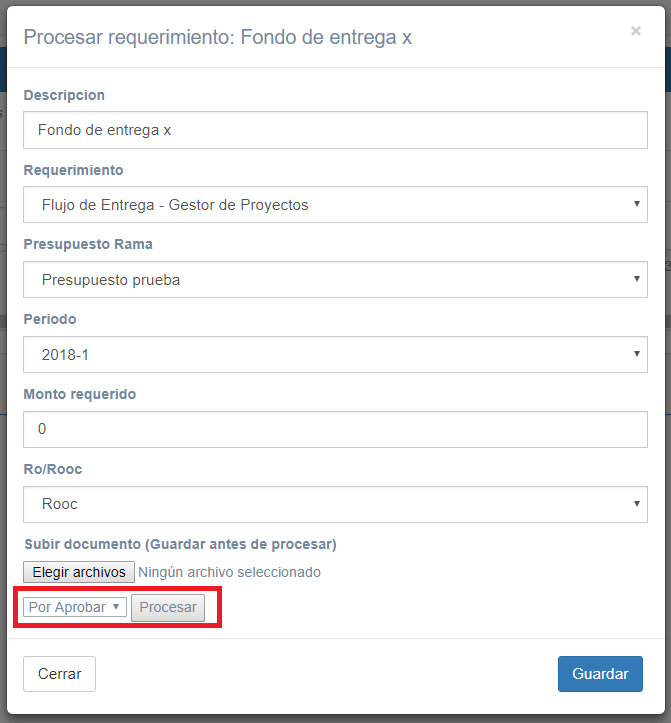 Procesar requerimiento: Fondo de entrega x
×
Descripcion
Fondo de entrega x
Requerimiento
Flujo de Entrega - Gestor de Proyectos
Presupuesto Rama
Presupuesto prueba
Periodo
2018-1
Monto requerido
0
Ro/Rooc
Rooc
Subir documento (Guardar antes de procesar)
Elegir archivos Ningún archivo seleccionado
Por Aprobar Procesar
Cerrar Guardar